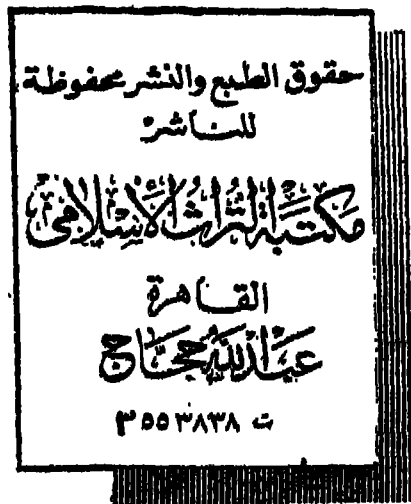 حقوق الطبع والنشر محفوظة
للناشر
مكتبة التراث الإسلامي
القاهرة
عبد الله حجاج
ت ٣٥٥٣٨٣٨